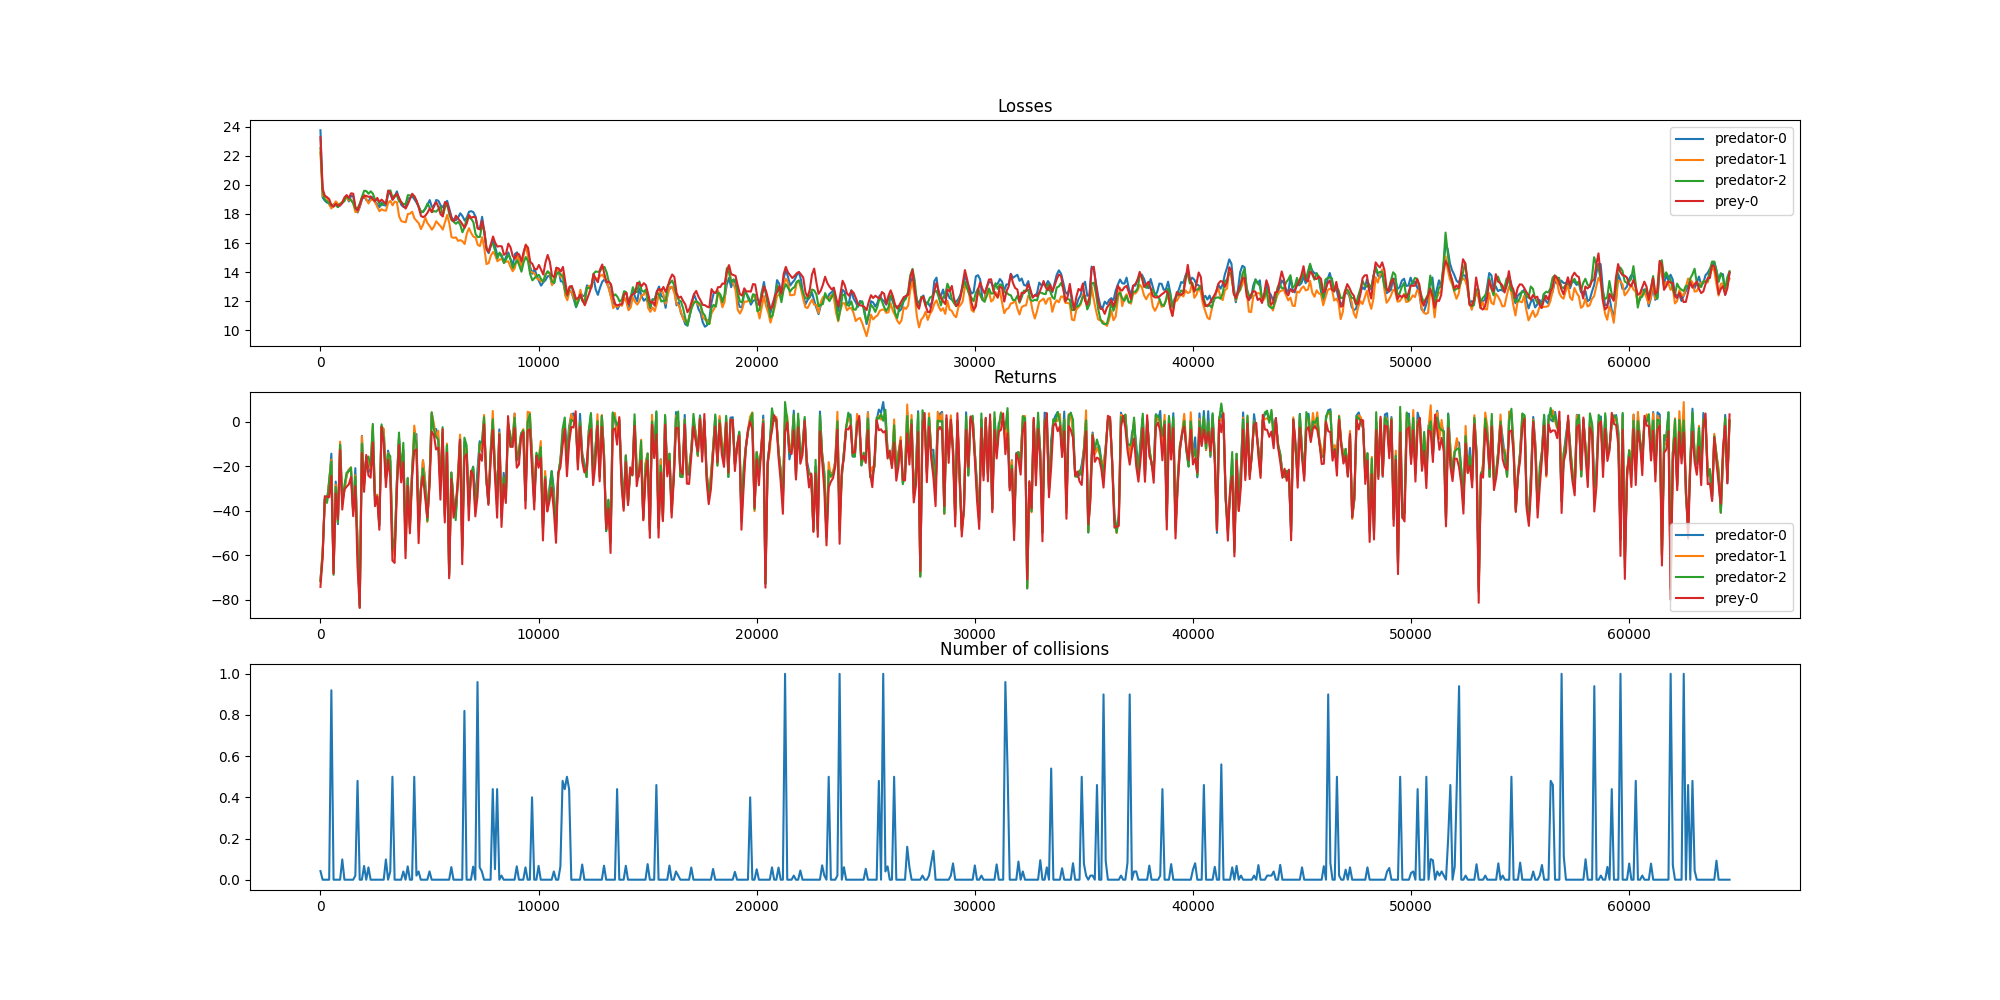 Losses
24
22
20
18
16
14
12
10
predator-0
predator-1
predator-2
prey-0
0 10000 20000 30000 40000 50000 60000
Returns
0
−20
−40
−60
−80
predator-0
predator-1
predator-2
prey-0
0 10000 20000 30000 40000 50000 60000
Number of collisions
1.0
0.8
0.6
0.4
0.2
0.0
0 10000 20000 30000 40000 50000 60000